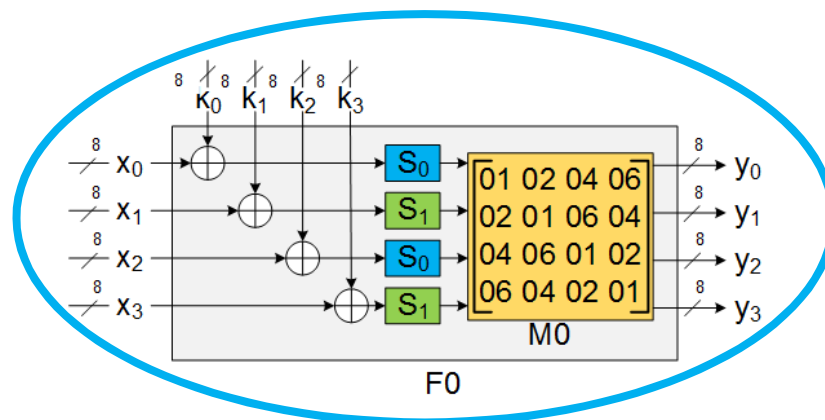 8 8 8 8
k₀ k₁ k₂ k₃
8 x₀ S₀ 01 02 04 06 8 y₀
8 x₁ S₁ 02 01 06 04 8 y₁
8 x₂ S₀ 04 06 01 02 8 y₂
8 x₃ S₁ 06 04 02 01 8 y₃
M0
F0